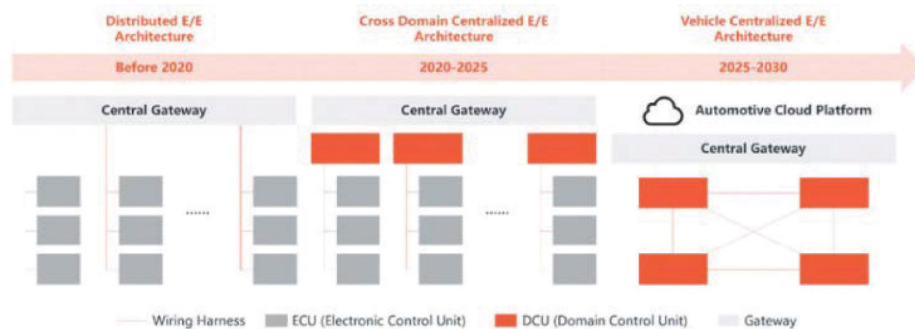 Distributed E/E
Architecture
Cross Domain Centralized E/E
Architecture
Vehicle Centralized E/E
Architecture
Before 2020
2020-2025
2025-2030
Central Gateway
Central Gateway
Automotive Cloud Platform
Central Gateway
......
......
Wiring Harness
ECU (Electronic Control Unit)
DCU (Domain Control Unit)
Gateway